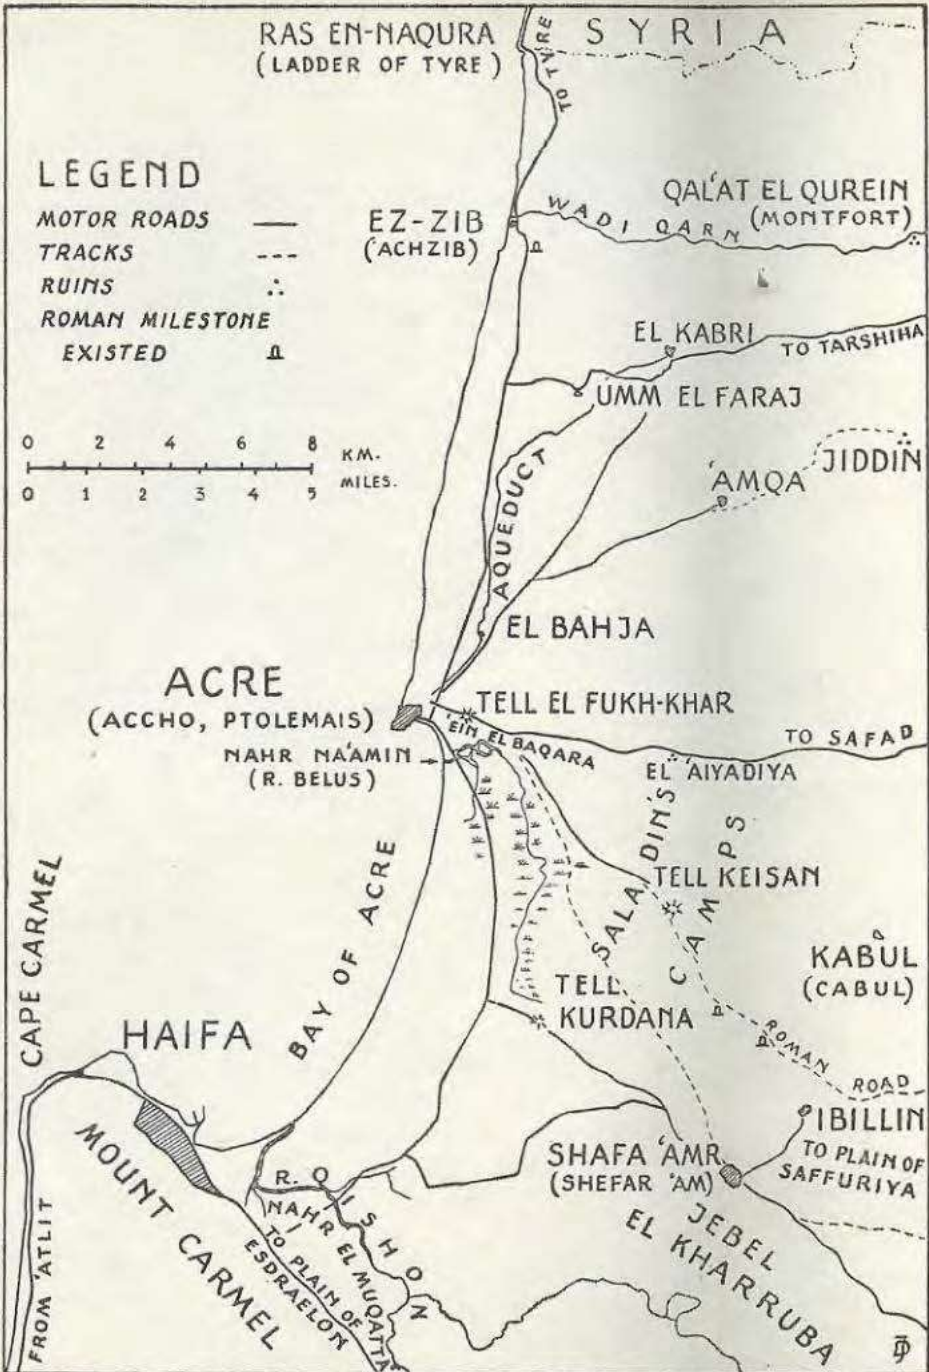 RAS EN-NAQURA
(LADDER OF TYRE)
TO TYRE
SYRIA
LEGEND
MOTOR ROADS
TRACKS
RUINS
ROMAN MILESTONE
EXISTED
EZ-ZIB
('ACHZIB)
WADI QARN
QAL'AT EL QUREIN
(MONTFORT)
EL KABRI
TO TARSHIHA
UMM EL FARAJ
0 2 4 6 8 KM.
0 1 2 3 4 5 MILES.
AQUEDUCT
'AMQA
JIDDIN
EL BAHJA
ACRE
(ACCHO, PTOLEMAIS)
TELL EL FUKH-KHAR
'EIN EL BAQARA
TO SAFAD
NAHR NA'AMIN
(R. BELUS)
EL 'AIYADIYA
SALADIN'S
CAMPS
TELL KEISAN
BAY OF ACRE
KABUL
(CABUL)
TELL
KURDANA
ROMAN ROAD
CAPE CARMEL
HAIFA
IBILLIN
TO PLAIN OF
SAFFURIYA
SHAFA 'AMR
(SHEFAR 'AM)
MOUNT CARMEL
R. QISHON
NAHR EL MUQATTA
TO PLAIN OF
ESDRAELON
JEBEL
EL KHARRUBA
FROM 'ATLIT